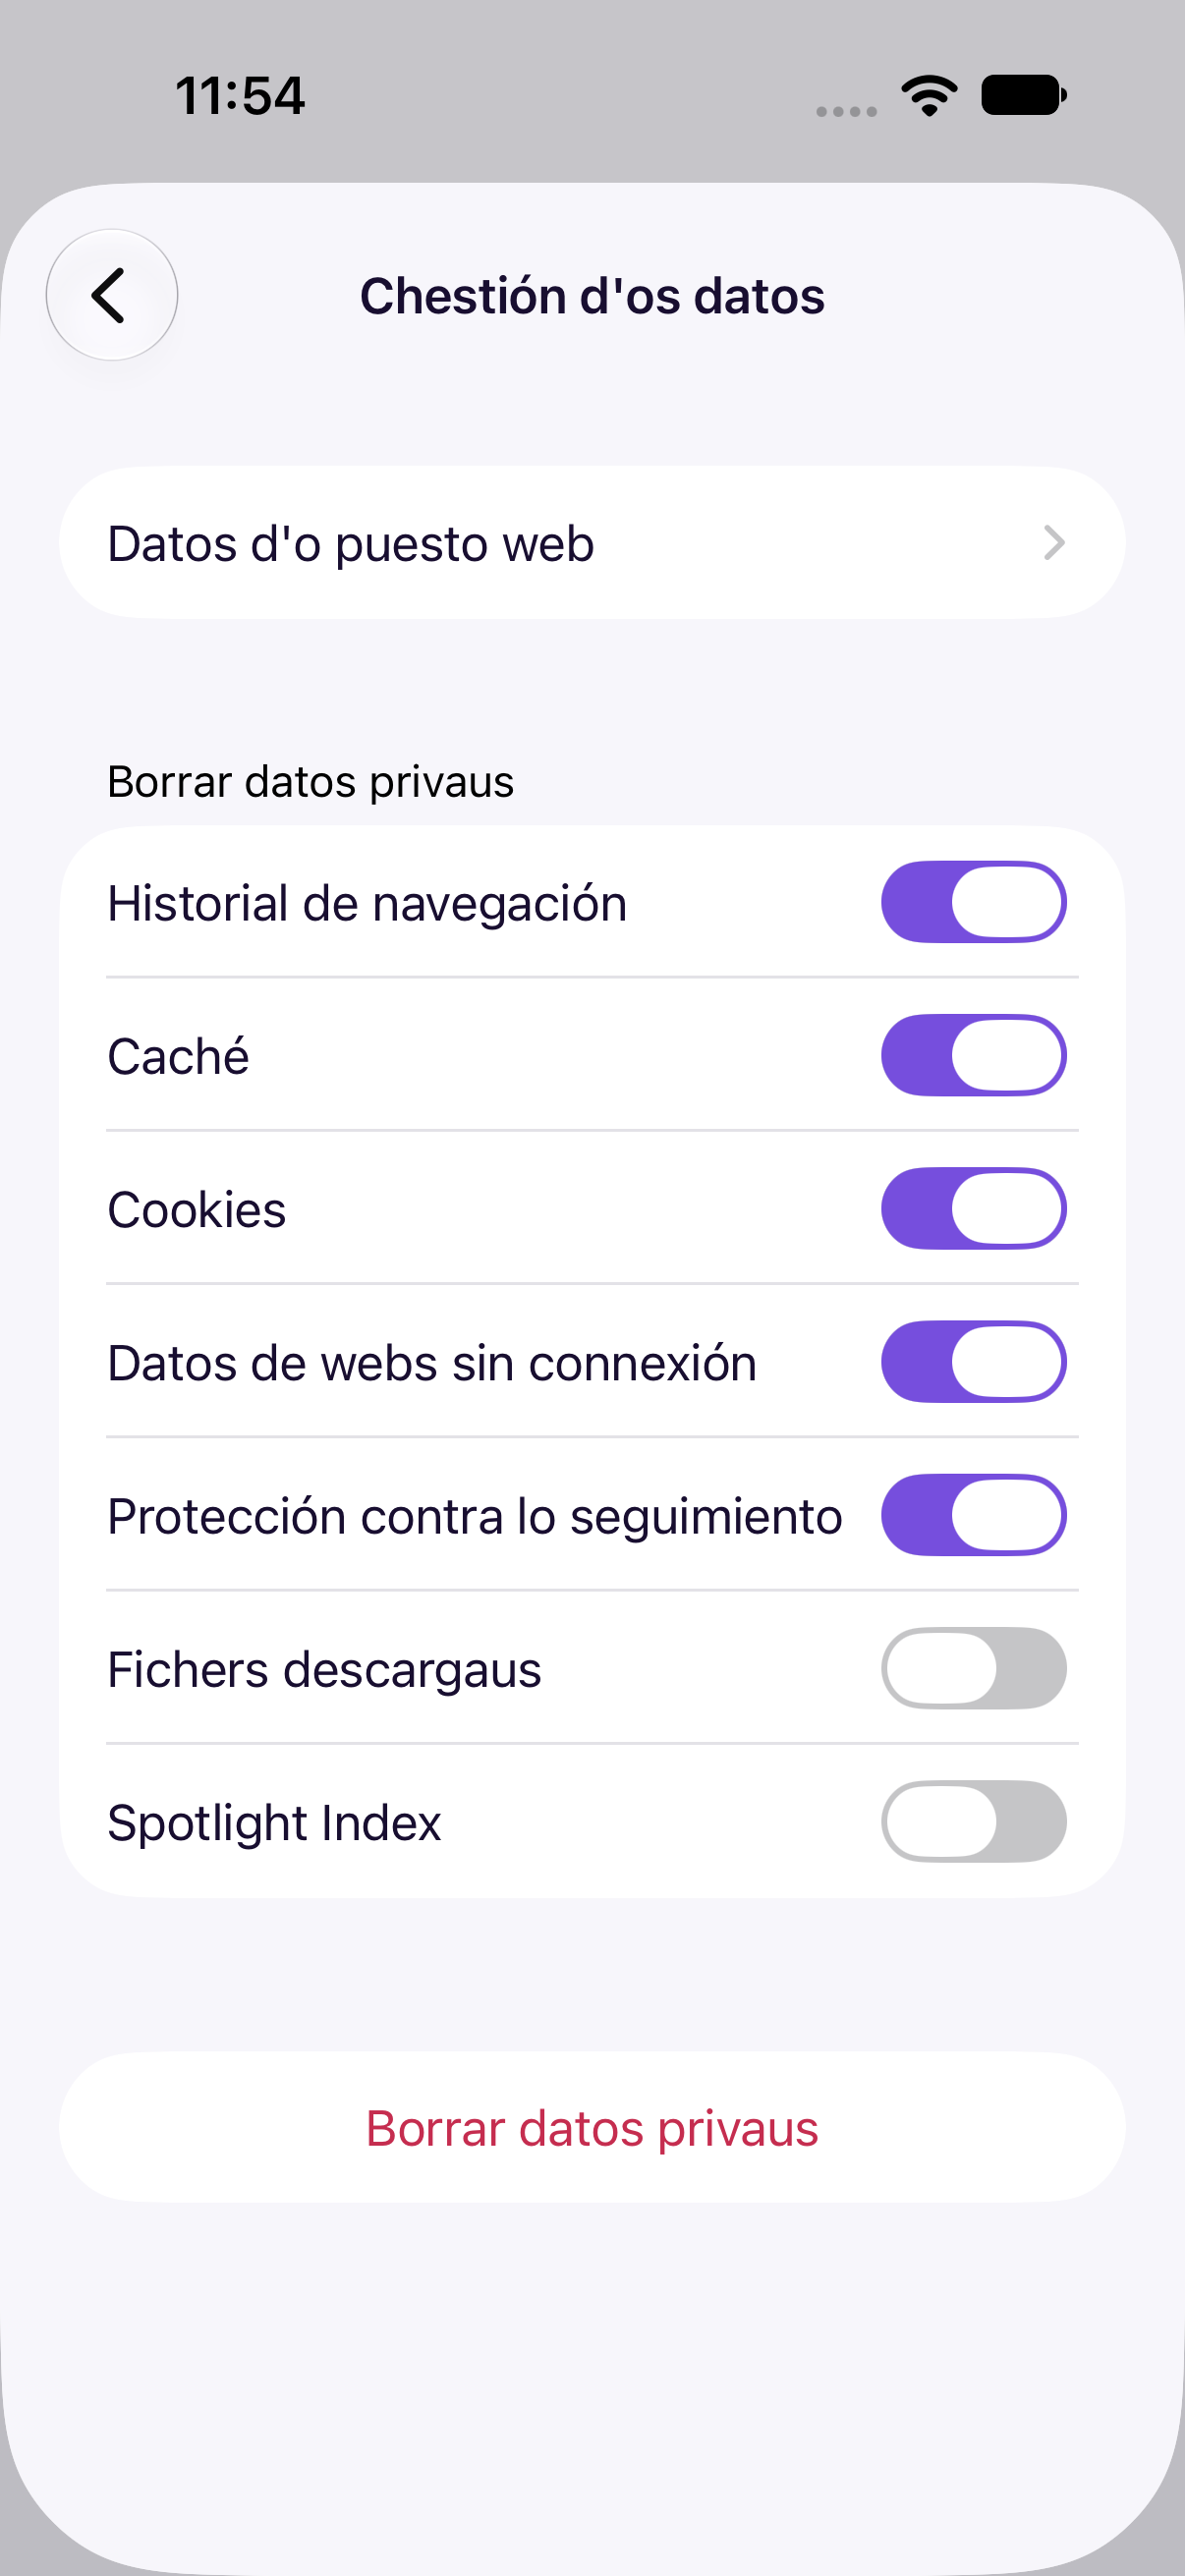 11:54
Chestión d'os datos
Datos d'o puesto web
Borrar datos privaus
Historial de navegación
Caché
Cookies
Datos de webs sin connexión
Protección contra lo seguimiento
Fichers descargaus
Spotlight Index
Borrar datos privaus